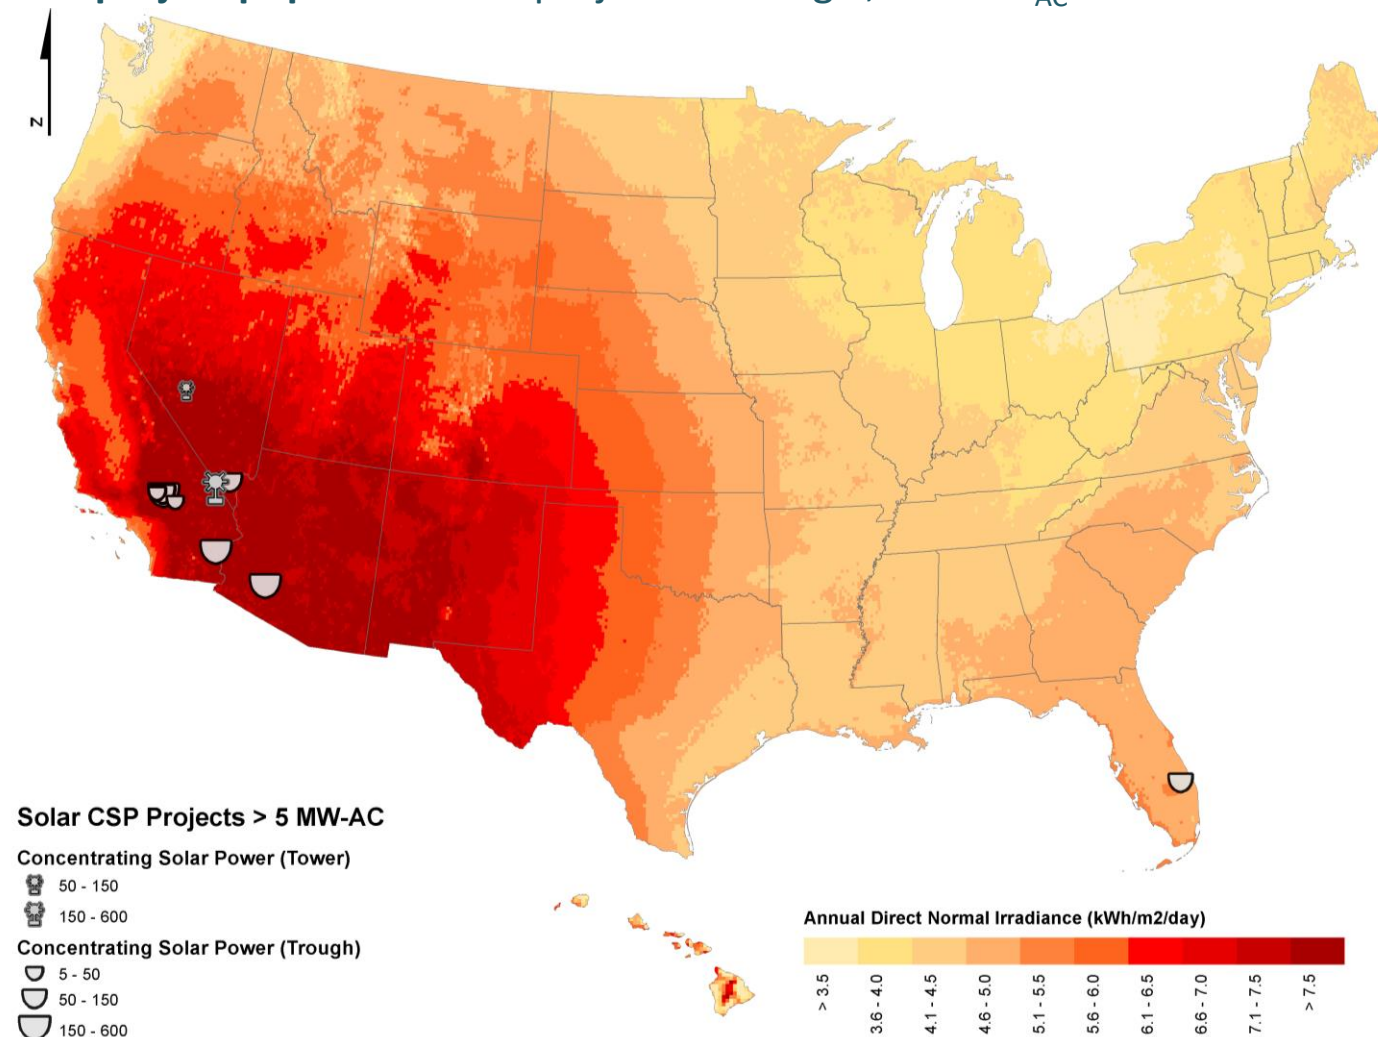 AC
N
Solar CSP Projects > 5 MW-AC
Concentrating Solar Power (Tower)
50 - 150
150 - 600
Concentrating Solar Power (Trough)
5 - 50
50 - 150
150 - 600
Annual Direct Normal Irradiance (kWh/m2/day)
> 3.5
3.6 - 4.0
4.1 - 4.5
4.6 - 5.0
5.1 - 5.5
5.6 - 6.0
6.1 - 6.5
6.6 - 7.0
7.1 - 7.5
> 7.5